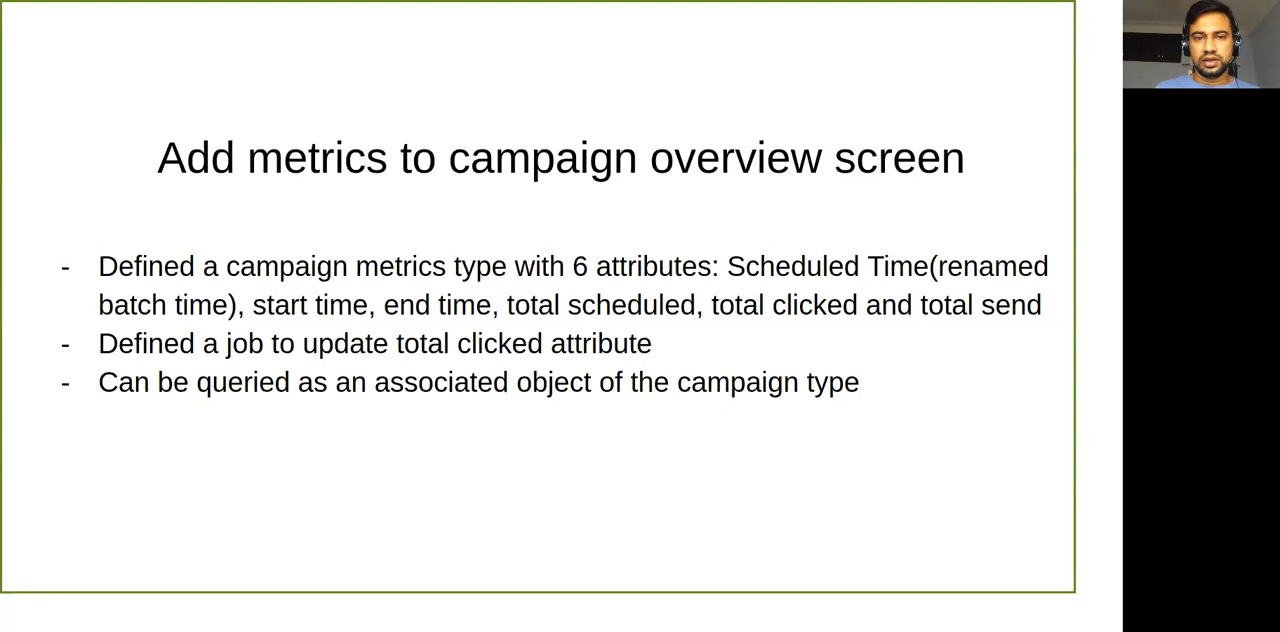 Add metrics to campaign overview screen
- Defined a campaign metrics type with 6 attributes: Scheduled Time(renamed
batch time), start time, end time, total scheduled, total clicked and total send
- Defined a job to update total clicked attribute
- Can be queried as an associated object of the campaign type